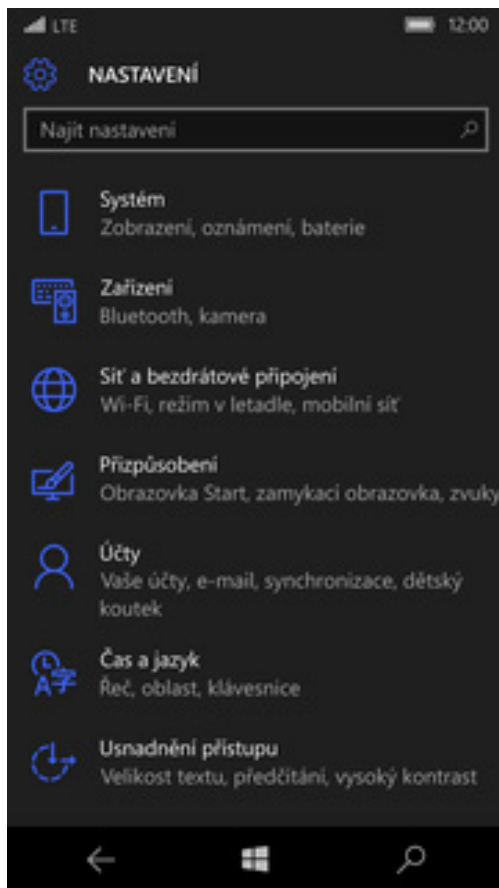 LTE 12:00
NASTAVENÍ
Najít nastavení
Systém
Zobrazení, oznámení, baterie
Zařízení
Bluetooth, kamera
Síť a bezdrátové připojení
Wi-Fi, režim v letadle, mobilní síť
Přizpůsobení
Obrazovka Start, zamykací obrazovka, zvuky
Účty
Vaše účty, e-mail, synchronizace, dětský
koutek
Čas a jazyk
Řeč, oblast, klávesnice
Usnadnění přístupu
Velikost textu, předčítání, vysoký kontrast